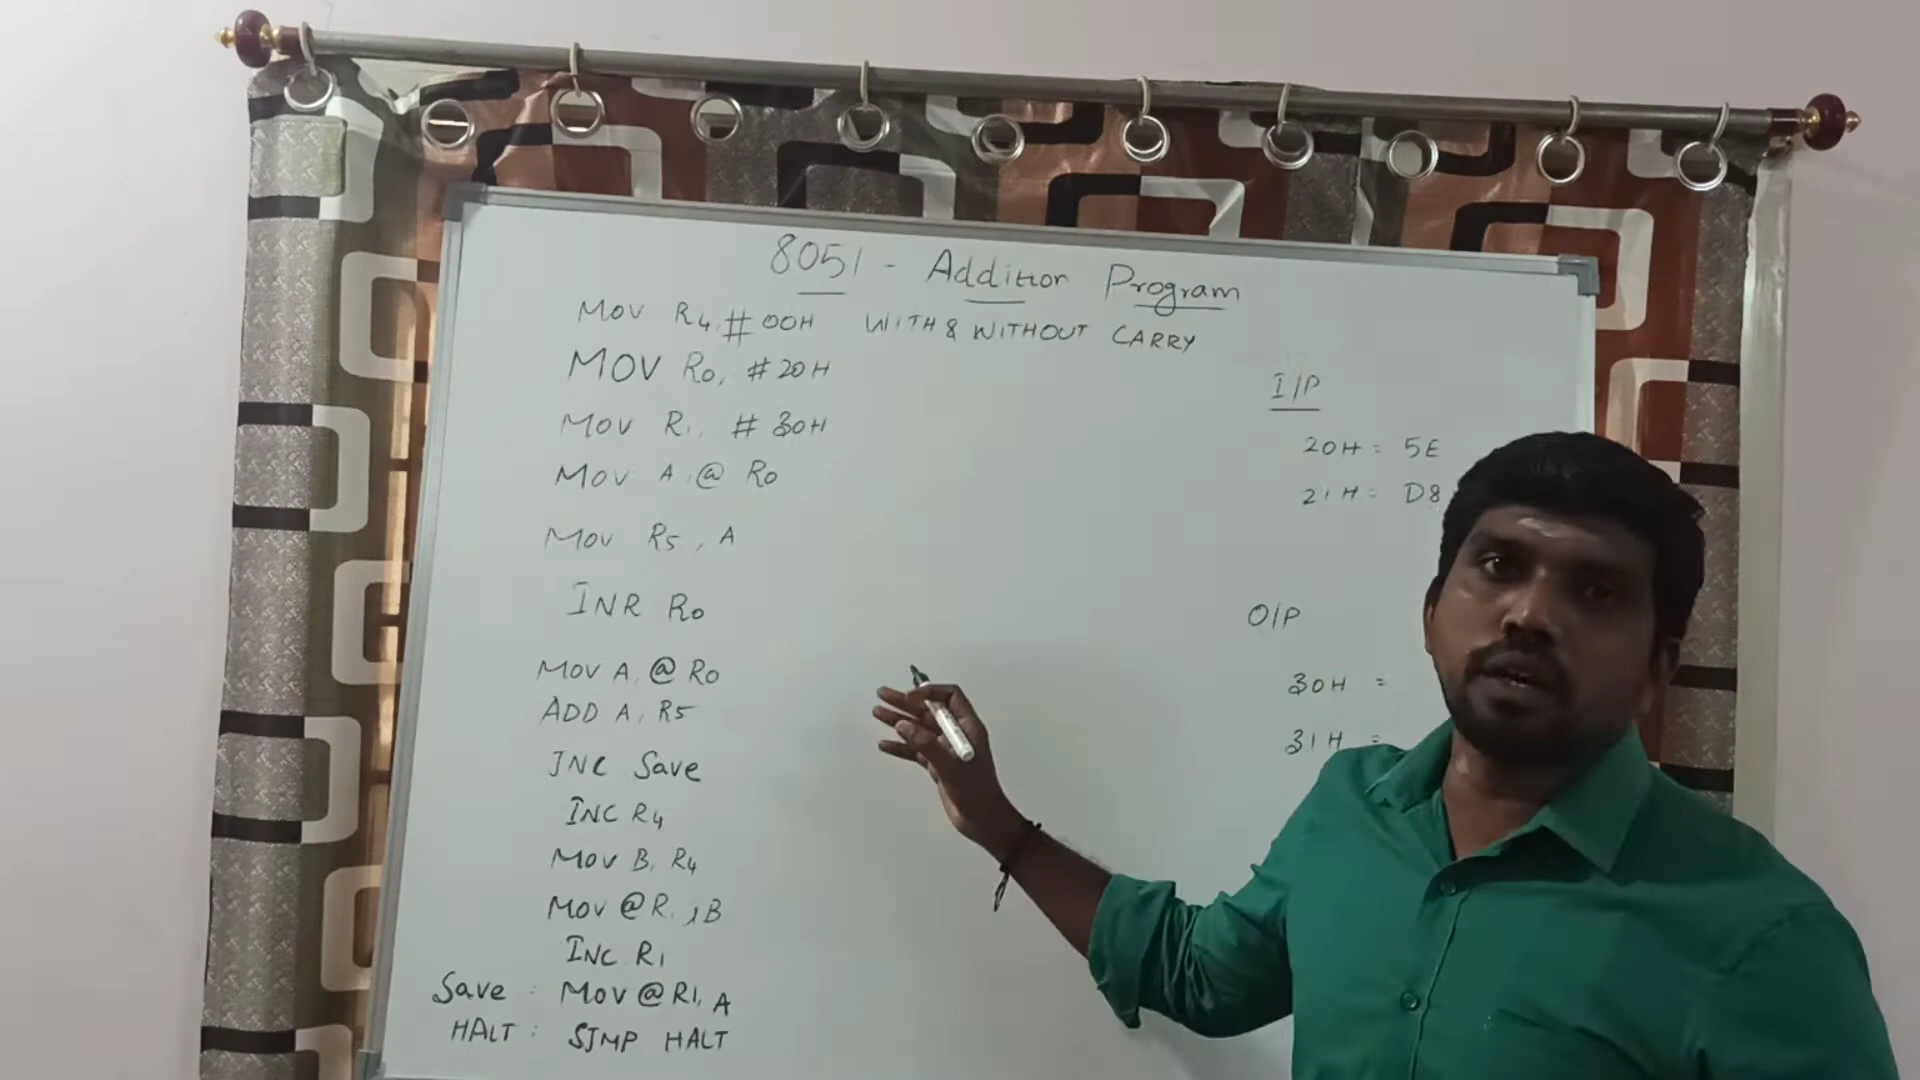 8051 - Addition Program
MOV R4, # 00H WITH & WITHOUT CARRY
MOV R0, # 20H
MOV R1, # 30H
MOV A, @ R0
MOV R5, A
INR R0
MOV A, @ R0
ADD A, R5
JNC Save
INC R4
MOV B, R4
MOV @ R1, B
INC R1
Save : MOV @ R1, A
HALT : SJMP HALT
I/P
20H = 5E
21H = D8
O/P
30H =
31H =